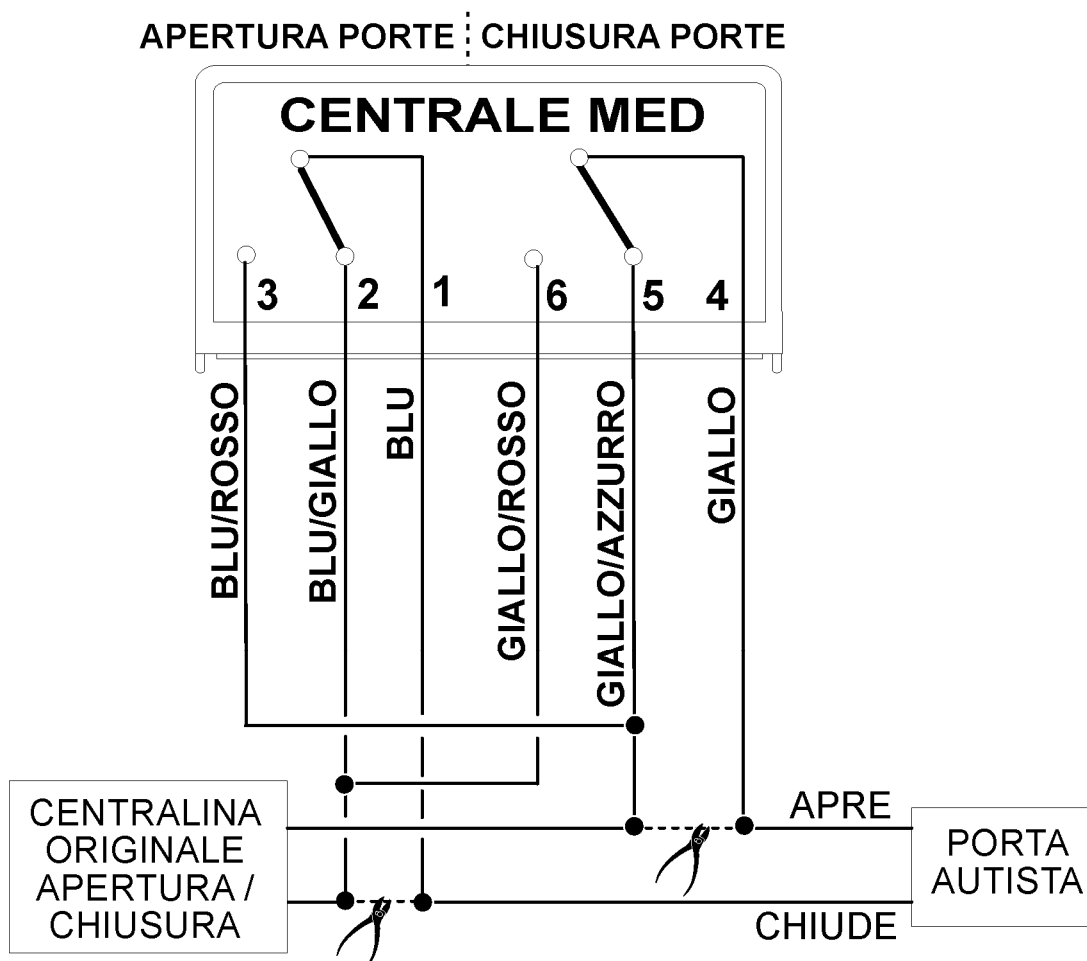 APERTURA PORTE CHIUSURA PORTE
CENTRALE MED
3 2 1 6 5 4
BLU/ROSSO
BLU/GIALLO
BLU
GIALLO/ROSSO
GIALLO/AZZURRO
GIALLO
CENTRALINA
ORIGINALE
APERTURA /
CHIUSURA
APRE
CHIUDE
PORTA
AUTISTA